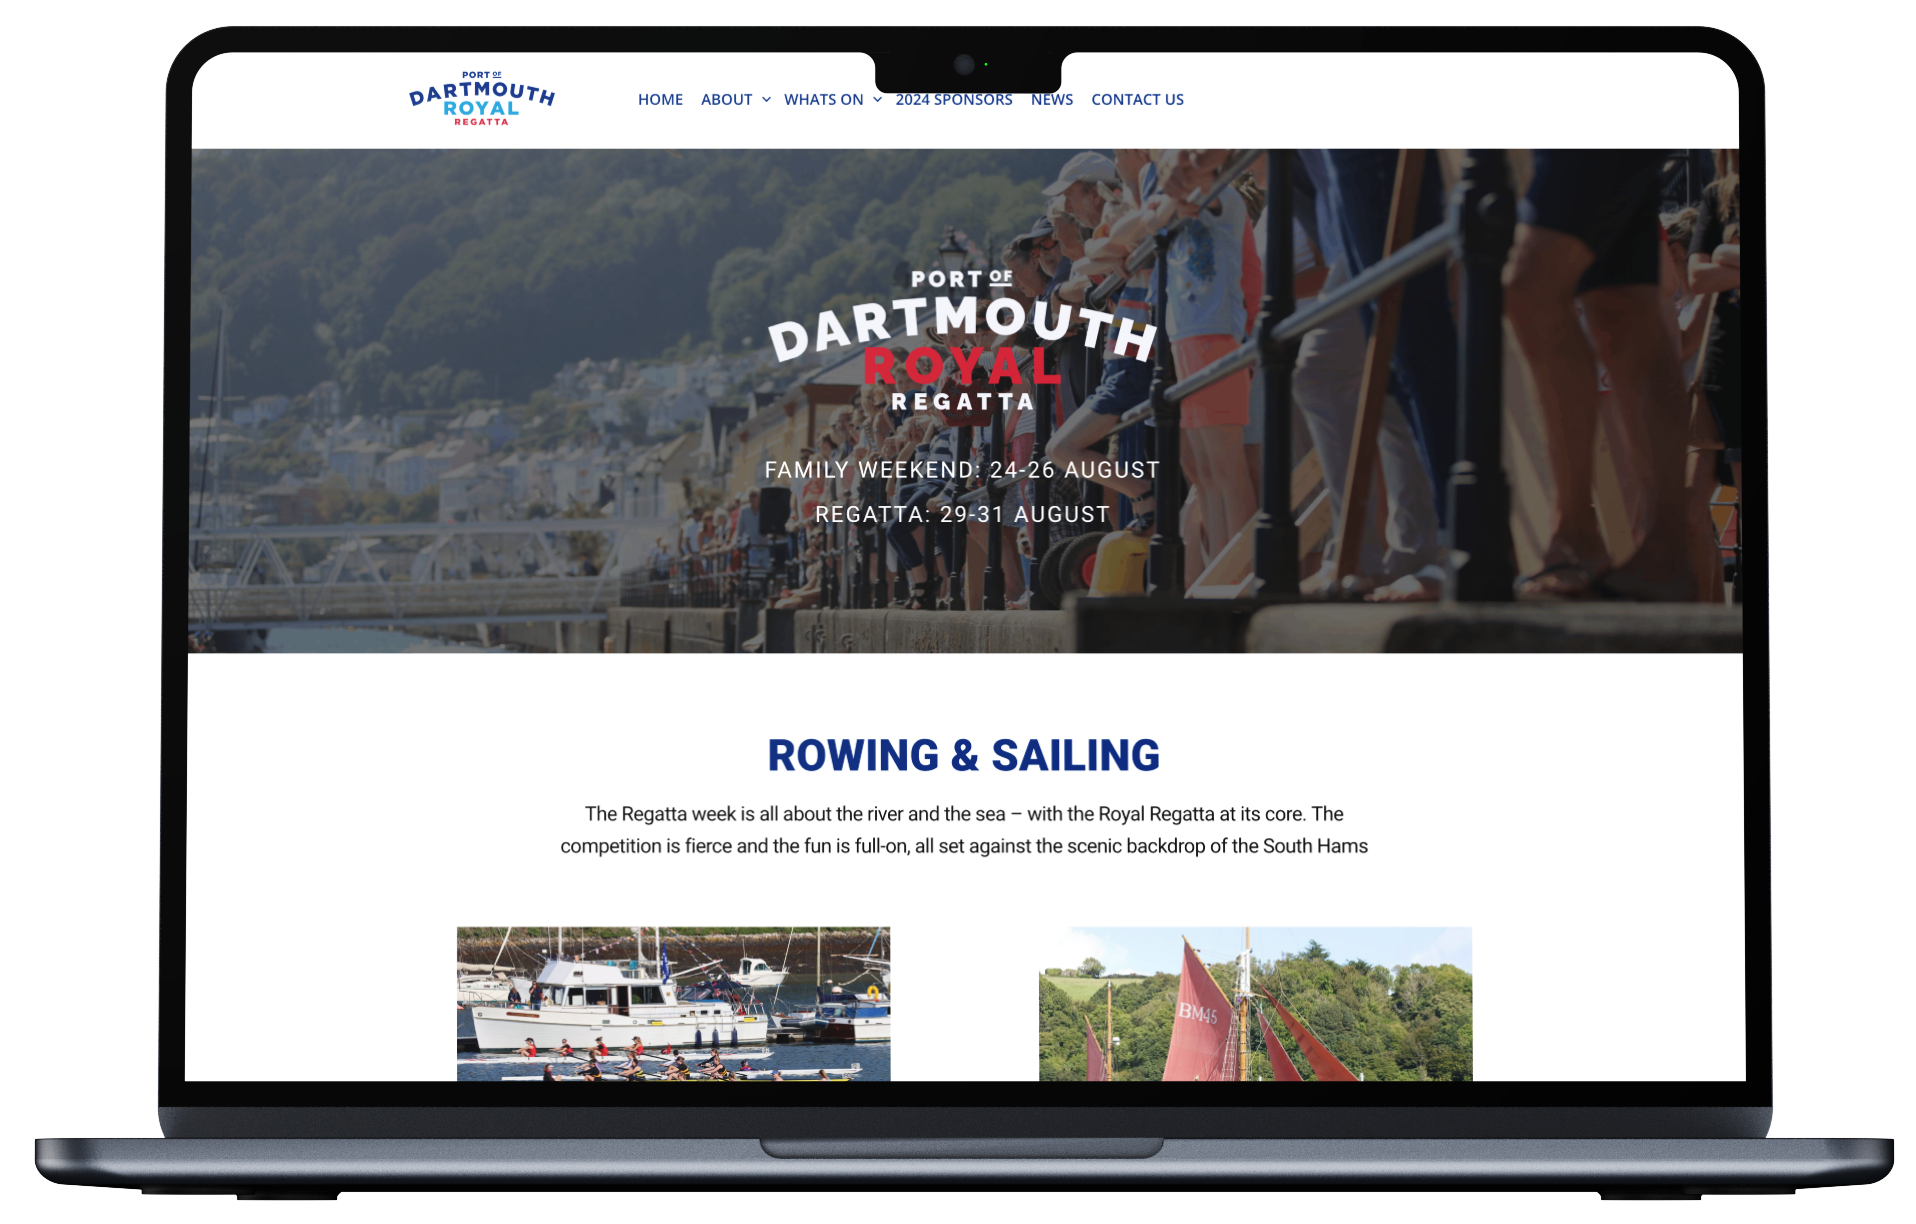 PORT OF
DARTMOUTH
ROYAL
REGATTA
HOME ABOUT WHATS ON 2024 SPONSORS NEWS CONTACT US
PORT OF
DARTMOUTH
ROYAL
REGATTA
FAMILY WEEKEND: 24-26 AUGUST
REGATTA: 29-31 AUGUST
ROWING & SAILING
The Regatta week is all about the river and the sea – with the Royal Regatta at its core. The
competition is fierce and the fun is full-on, all set against the scenic backdrop of the South Hams
BM45